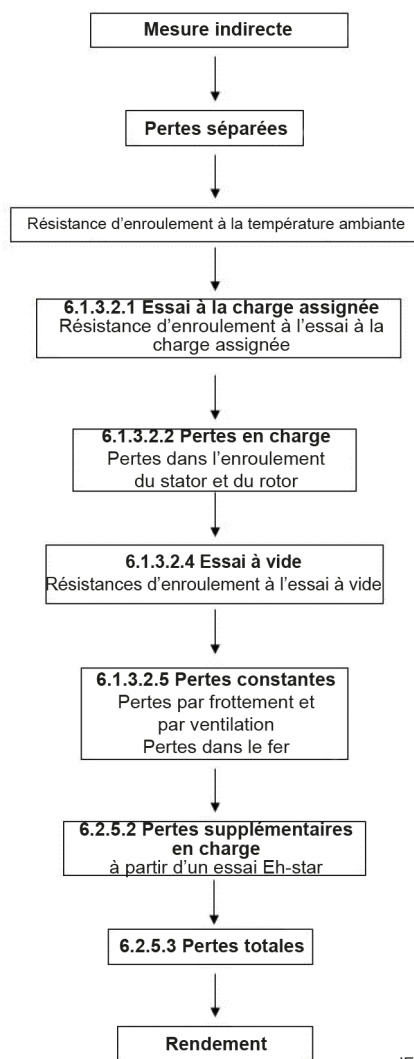 Mesure indirecte
Pertes séparées
Résistance d'enroulement à la température ambiante
6.1.3.2.1 Essai à la charge assignée
Résistance d'enroulement à l'essai à la
charge assignée
6.1.3.2.2 Pertes en charge
Pertes dans l'enroulement
du stator et du rotor
6.1.3.2.4 Essai à vide
Résistances d'enroulement à l'essai à vide
6.1.3.2.5 Pertes constantes
Pertes par frottement et
par ventilation
Pertes dans le fer
6.2.5.2 Pertes supplémentaires
en charge
à partir d'un essai Eh-star
6.2.5.3 Pertes totales
Rendement